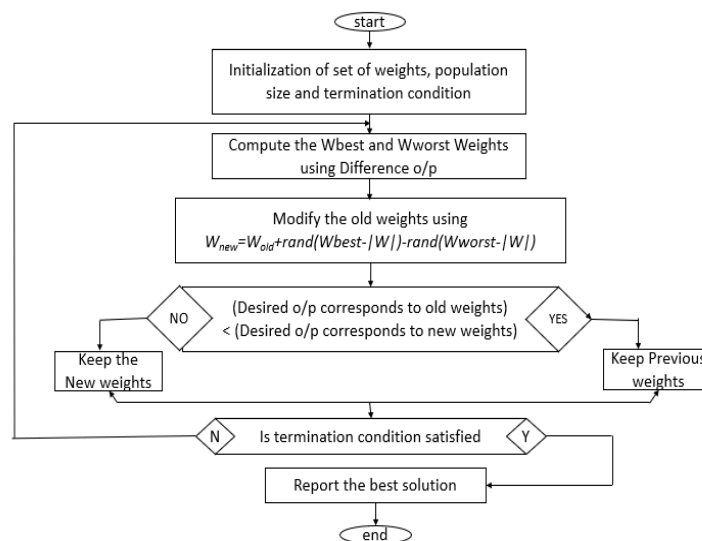 start
Initialization of set of weights, population
size and termination condition
Compute the Wbest and Wworst Weights
using Difference o/p
Modify the old weights using
Wnew=Wold+rand(Wbest-|W|)-rand(Wworst-|W|)
NO
(Desired o/p corresponds to old weights)
< (Desired o/p corresponds to new weights)
YES
Keep the
New weights
Keep Previous
weights
N
Is termination condition satisfied
Y
Report the best solution
end